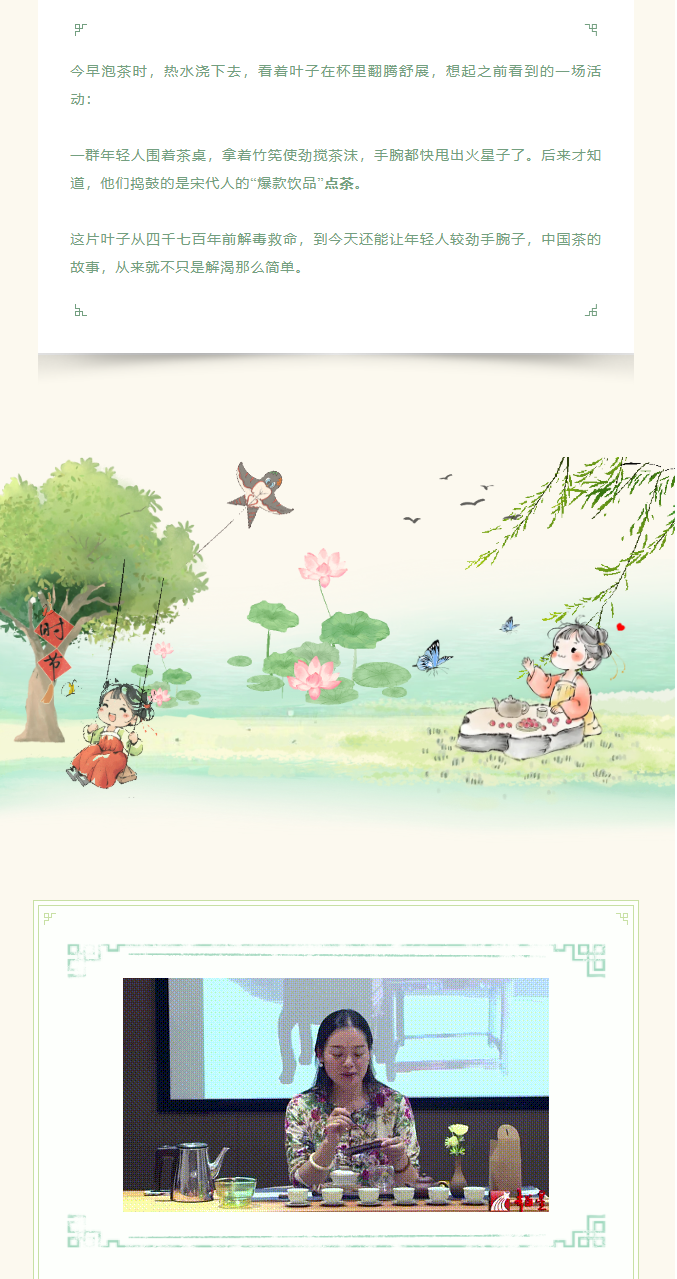 今早泡茶时，热水浇下去，看着叶子在杯里翻腾舒展，想起之前看到的一场活
动：
一群年轻人围着茶桌，拿着竹筅使劲搅茶沫，手腕都快甩出火星子了。后来才知
道，他们捣鼓的是宋代人的“爆款饮品”点茶。
这片叶子从四千七百年前解毒救命，到今天还能让年轻人较劲手腕子，中国茶的
故事，从来就不只是解渴那么简单。
时
节